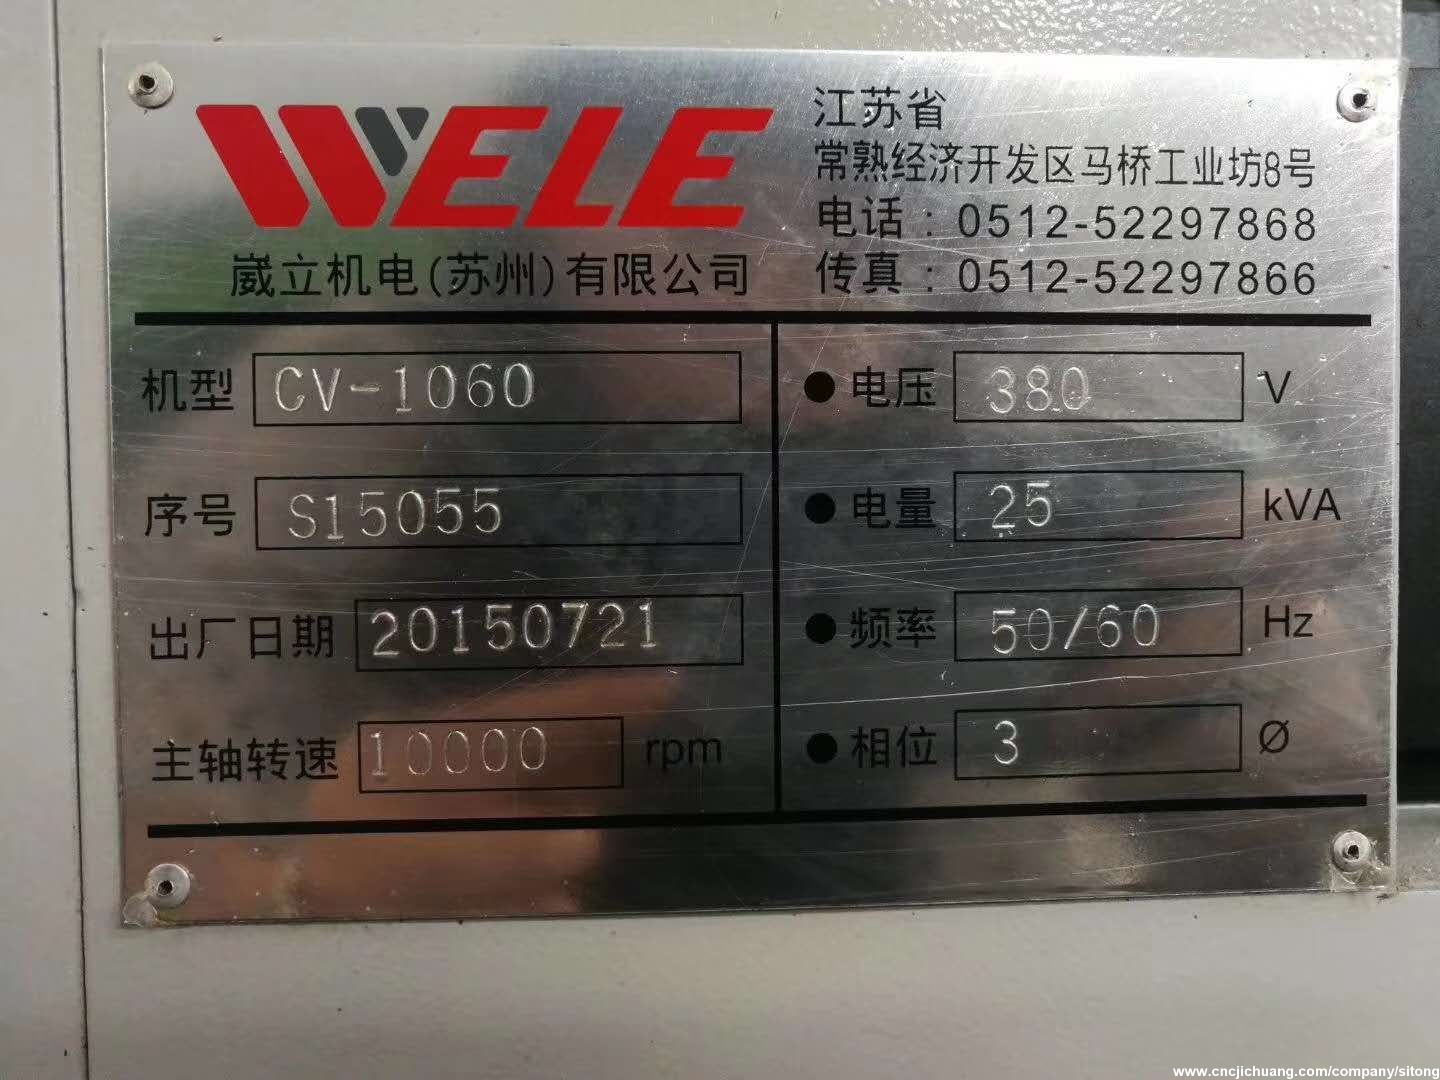 WELE
崴立机电(苏州)有限公司
江苏省
常熟经济开发区马桥工业坊8号
电话：0512-52297868
传真：0512-52297866
机型 CV-1060
序号 S15055
出厂日期 20150721
主轴转速 10000 rpm
●电压 380 V
●电量 25 kVA
●频率 50/60 Hz
●相位 3 Ø
www.cncjichuang.com/company/sitong